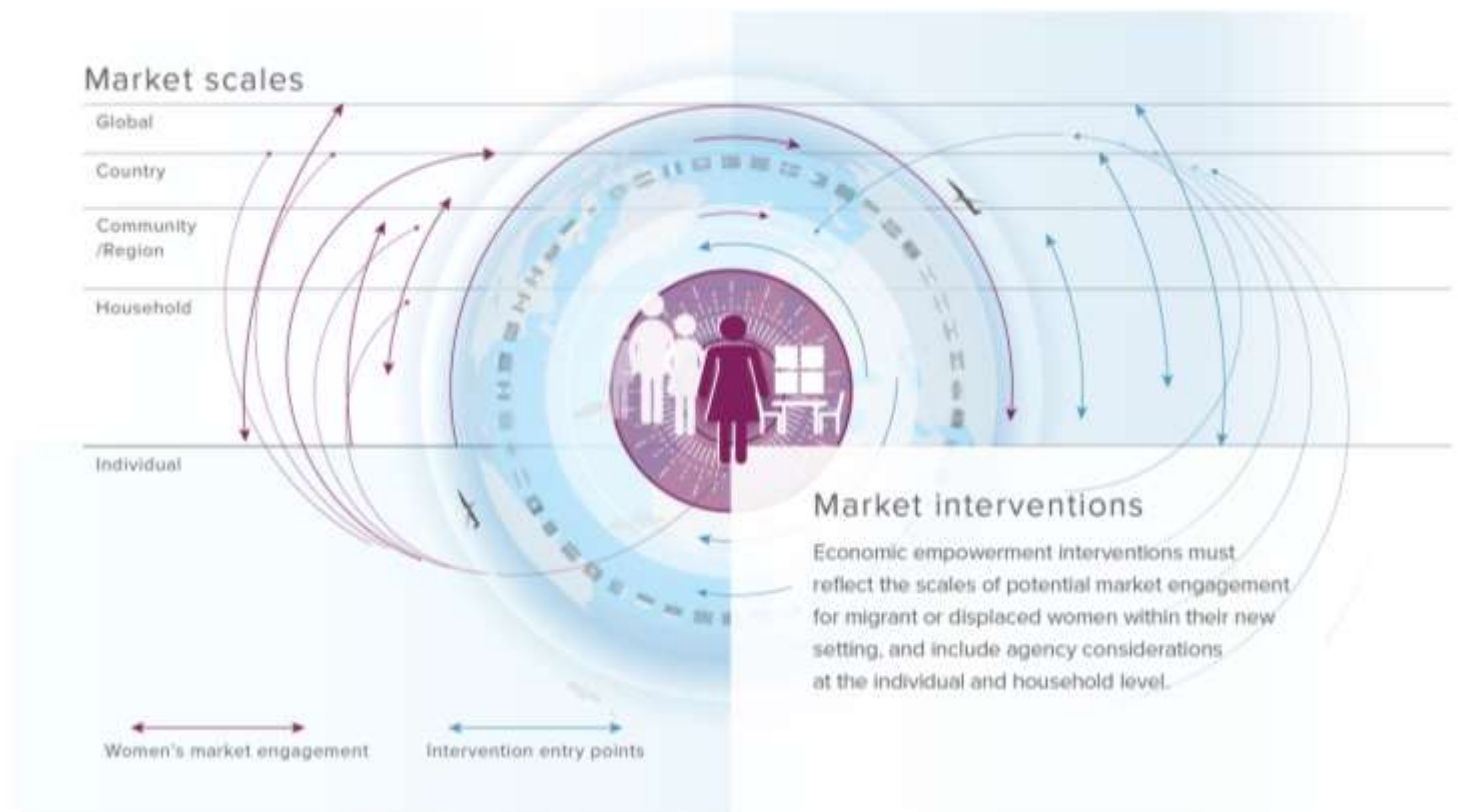 Market scales
Global
Country
Community
/Region
Household
Individual
Market interventions
Economic empowerment interventions must
reflect the scales of potential market engagement
for migrant or displaced women within their new
setting, and include agency considerations
at the individual and household level.
Women's market engagement
Intervention entry points